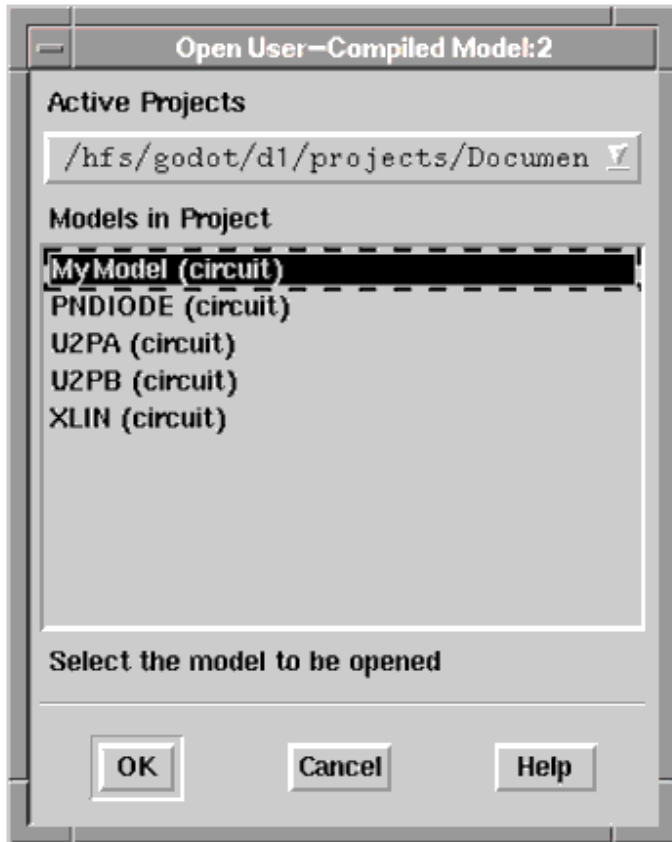 Open User-Compiled Model:2
Active Projects
/hfs/godot/d1/projects/Documen
Models in Project
MyModel (circuit)
PNDIODE (circuit)
U2PA (circuit)
U2PB (circuit)
XLIN (circuit)
Select the model to be opened
OK Cancel Help